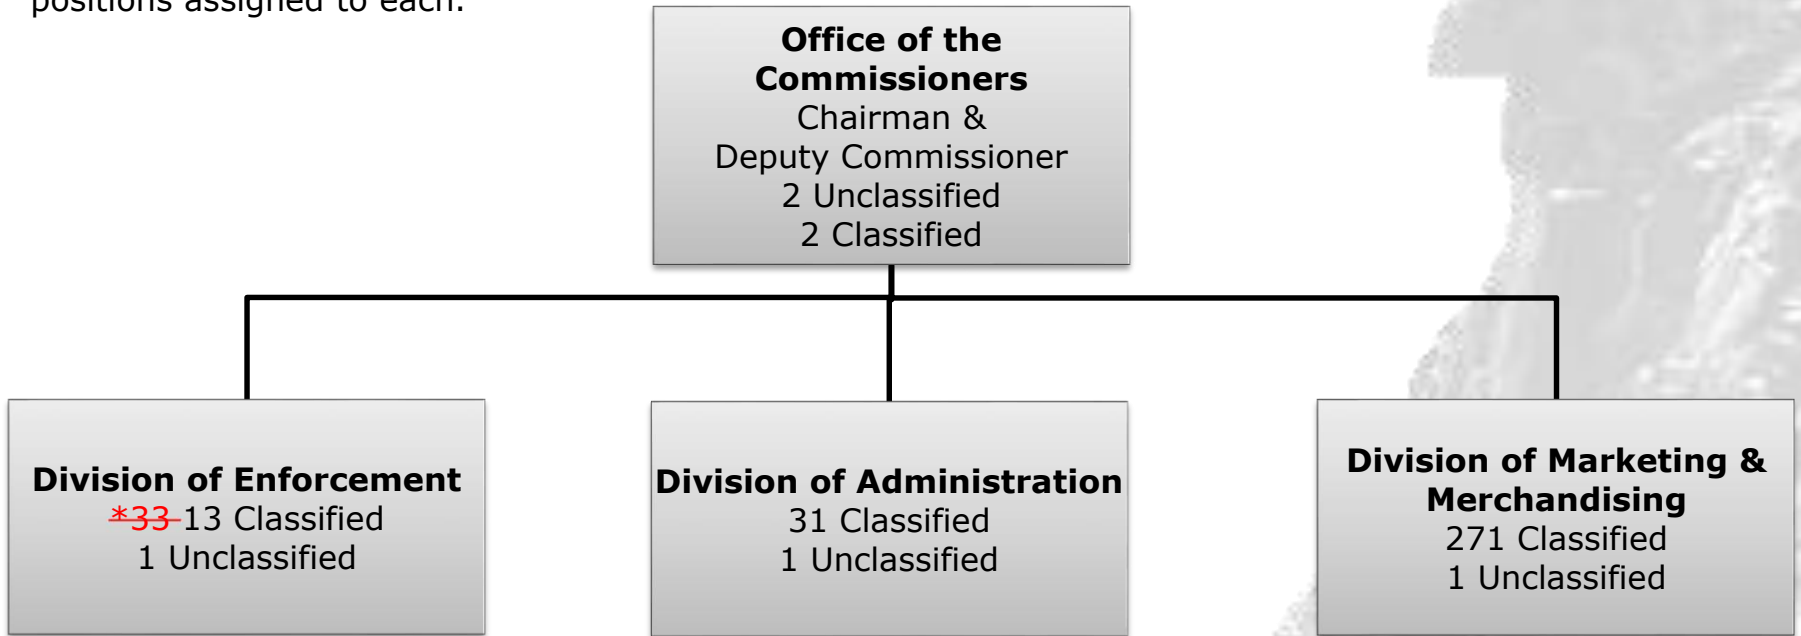 positions assigned to each.
Office of the
Commissioners
Chairman &
Deputy Commissioner
2 Unclassified
2 Classified
Division of Enforcement
*33 13 Classified
1 Unclassified
Division of Administration
31 Classified
1 Unclassified
Division of Marketing &
Merchandising
271 Classified
1 Unclassified